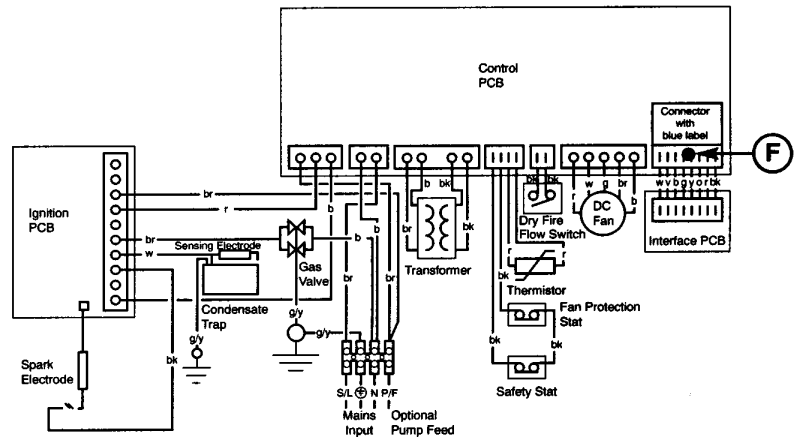 Control
PCB
Connector
with
blue label
F
Ignition
PCB
br
r
b
br
w
Sensing Electrode
Gas
Valve
b
Condensate
Trap
g/y
g/y
g/y
bk
Spark
Electrode
br
b
bk
br
bk
Transformer
n
br
S/L
N
P/F
Mains
Input
Optional
Pump Feed
bk
bk
Dry Fire
Flow Switch
r
r
Thermistor
bk
Fan Protection
Stat
bk
bk
Safety Stat
w
g
br
r
b
DC
Fan
w v b g y o r bk
Interface PCB